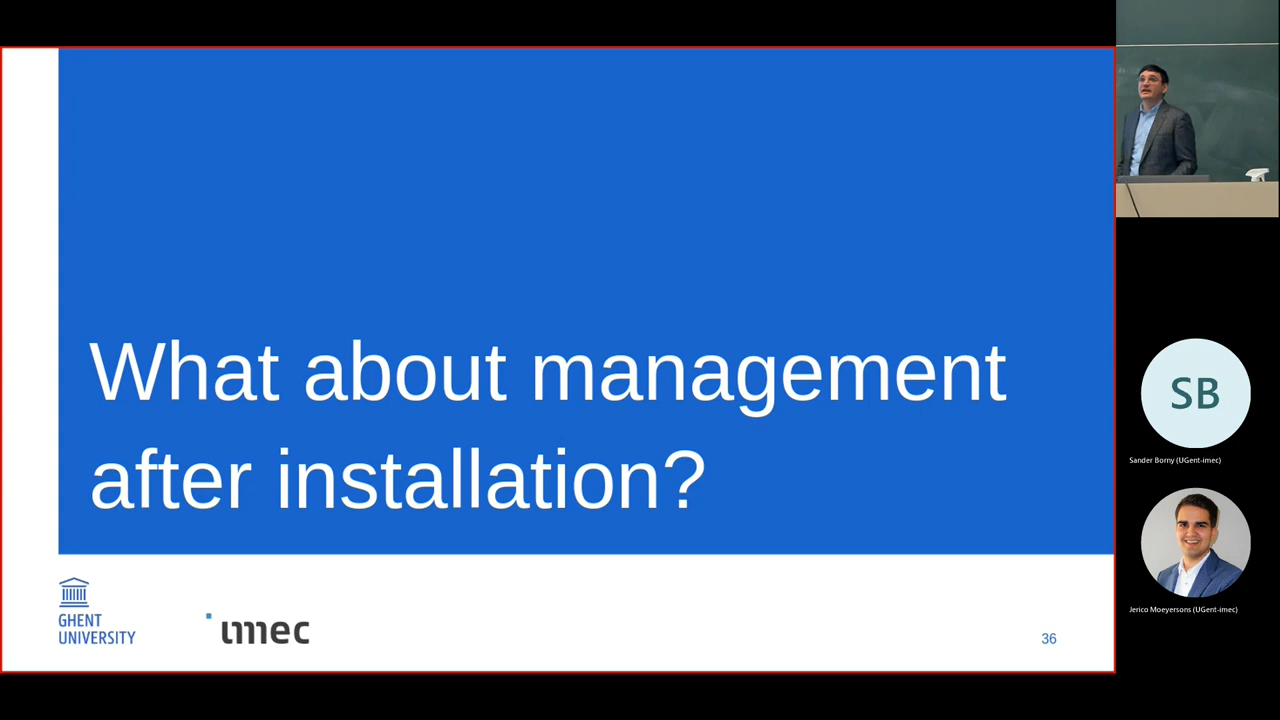 What about management
after installation?
GHENT
UNIVERSITY
imec
36
SB
Sander Borny (UGent-imec)
Jerico Moeyersons (UGent-imec)